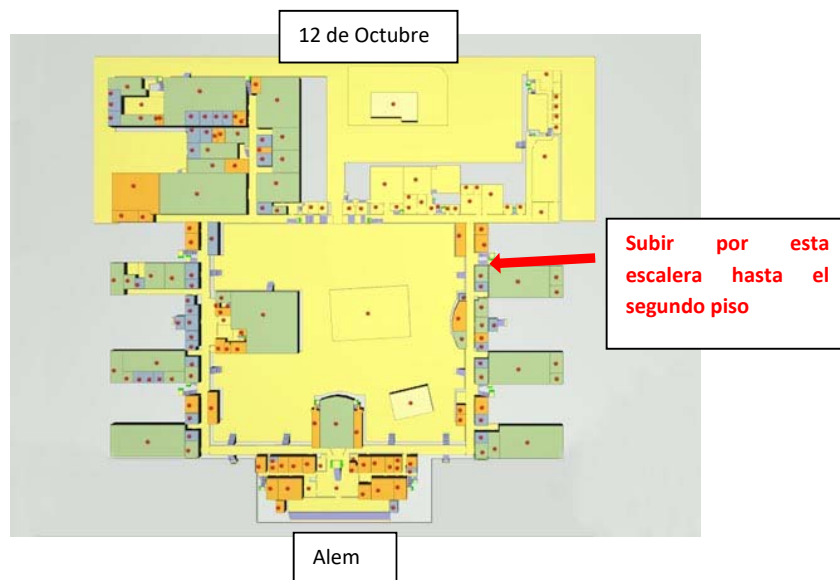 12 de Octubre
Subir por esta
escalera hasta el
segundo piso
Alem